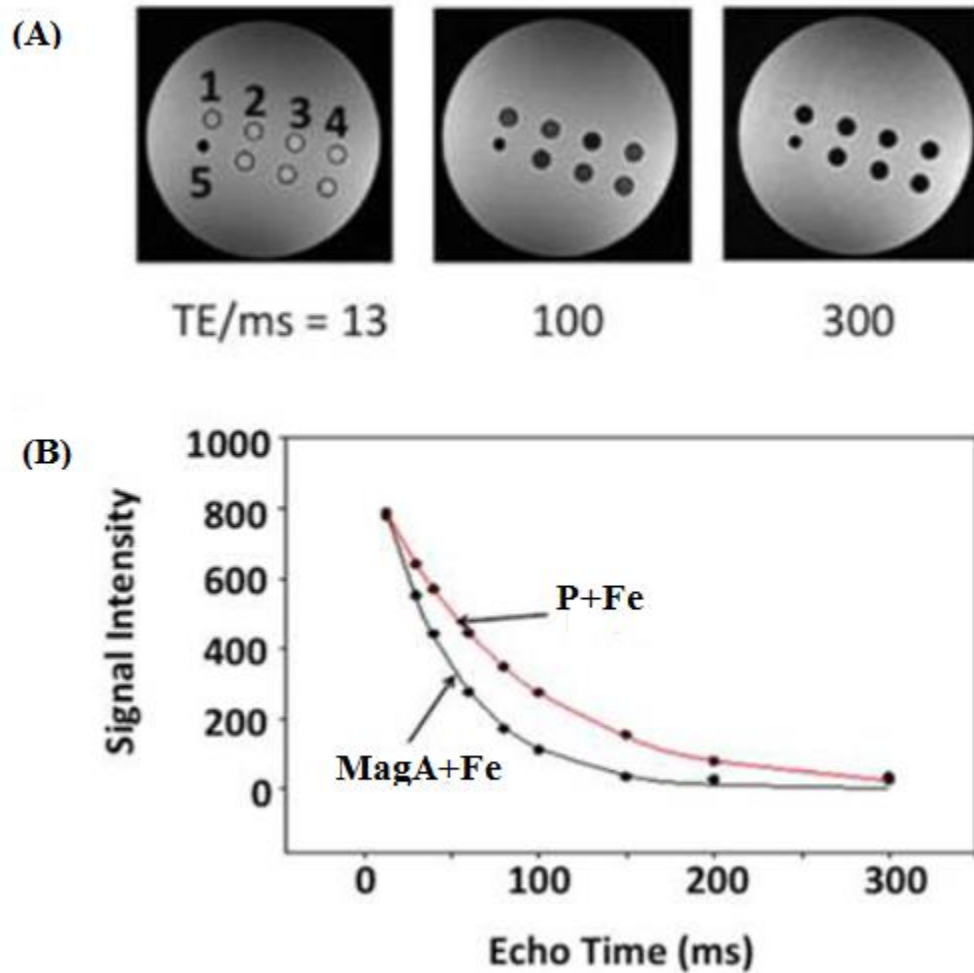 (A)
1 2 3 4
5
TE/ms = 13 100 300
(B)
1000
800
600
400
200
0
Signal Intensity
P+Fe
MagA+Fe
0 100 200 300
Echo Time (ms)